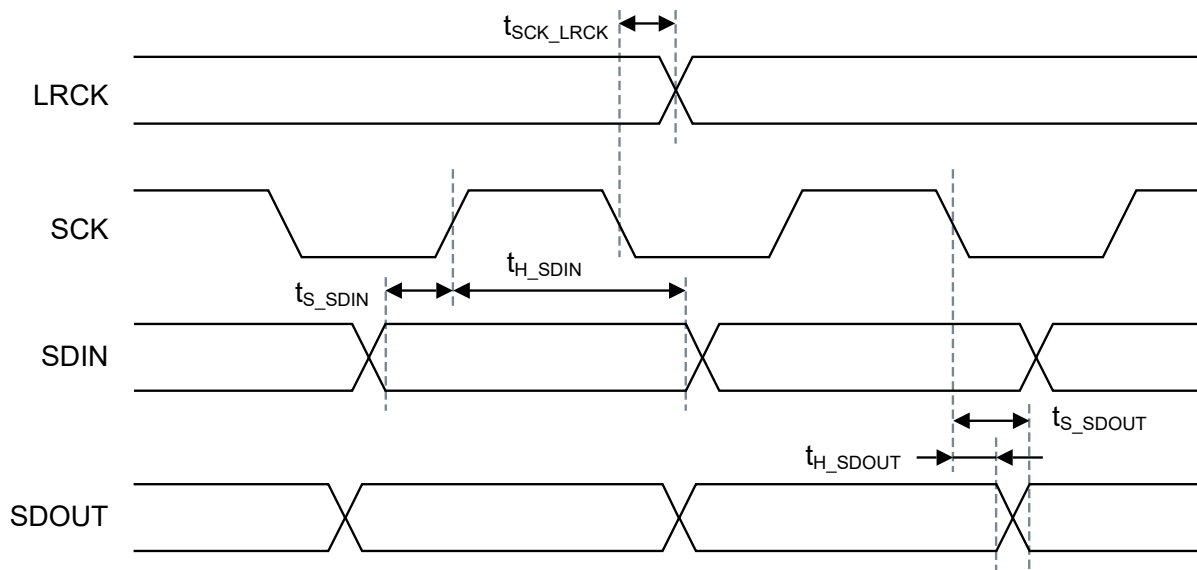 tSCK_LRCK
LRCK
SCK
tH_SDIN
tS_SDIN
SDIN
tS_SDOUT
tH_SDOUT
SDOUT